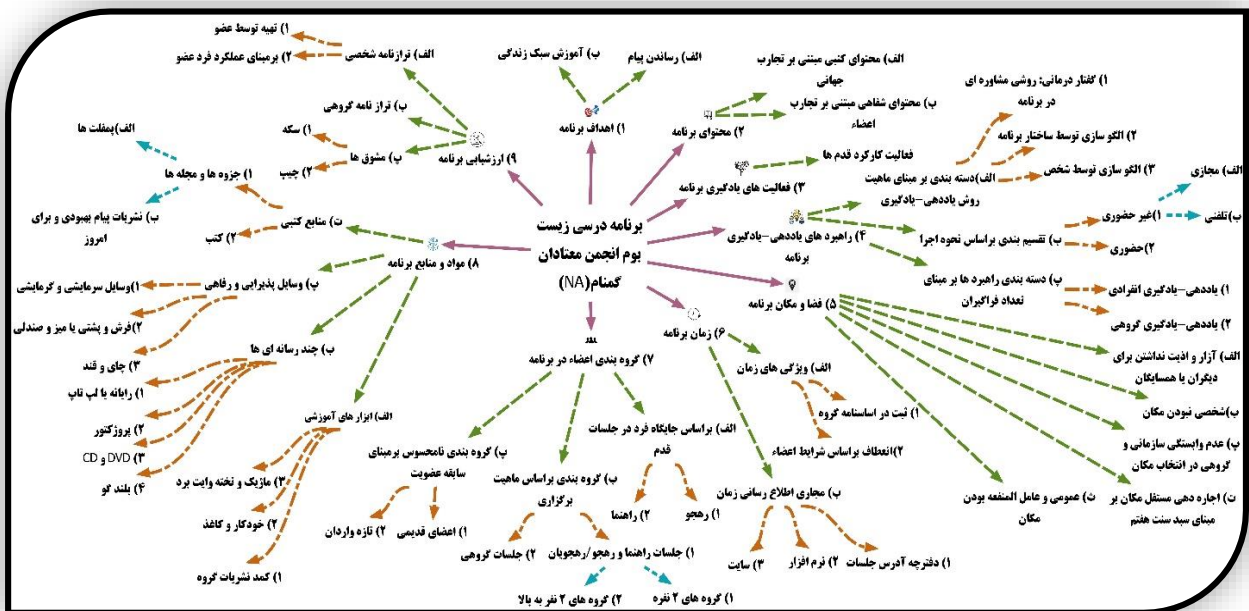 برنامه درسی زیست
بوم انجمن معتادان
گمنام(NA)
۱) اهداف برنامه
الف) رساندن پیام
ب) آموزش سبک زندگی
۲) محتوای برنامه
الف) محتوای کتبی مبتنی بر تجارب
جهانی
ب) محتوای شفاهی مبتنی بر تجارب
اعضاء
۳) فعالیت های یادگیری برنامه
فعالیت کارکرد قدم ها
۴) راهبرد های یاددهی-یادگیری
برنامه
الف)دسته بندی بر مبنای ماهیت
روش یاددهی-یادگیری
۱) گفتار درمانی: روشی مشاوره ای
در برنامه
۲) الگو سازی توسط ساختار برنامه
۳) الگو سازی توسط شخص
ب) تقسیم بندی براساس نحوه اجرا
۱)غیر حضوری
الف) مجازی
ب)تلفنی
۲)حضوری
پ) دسته بندی راهبرد ها بر مبنای
تعداد فراگیران
۱) یاددهی-یادگیری انفرادی
۲) یاددهی-یادگیری گروهی
۵) فضا و مکان برنامه
الف) آزار و اذیت نداشتن برای
دیگران یا همسایگان
ب)شخصی نبودن مکان
پ) عدم وابستگی سازمانی و
گروهی در انتخاب مکان
ت) اجاره دهی مستقل مکان بر
مبنای سبد سنت هفتم
ث) عمومی و عامل المنفعه بودن
مکان
۶) زمان برنامه
الف) ویژگی های زمان
۱) ثبت در اساسنامه گروه
۲)انعطاف براساس شرایط اعضاء
ب) مجاری اطلاع رسانی زمان
۱) دفترچه آدرس جلسات
۲) نرم افزار
۳) سایت
۷) گروه بندی اعضاء در برنامه
الف) براساس جایگاه فرد در جلسات
قدم
۱) رهجو
۲) راهنما
ب) گروه بندی براساس ماهیت
برگزاری
۱) جلسات راهنما و رهجو /رهجویان
۱) گروه های ۲ نفره
۲) گروه های ۲ نفر به بالا
۲) جلسات گروهی
پ) گروه بندی نامحسوس برمبنای
سابقه عضویت
۱) اعضای قدیمی
۲) تازه واردان
۸) مواد و منابع برنامه
الف) ابزار های آموزشی
۳) ماژیک و تخته وایت برد
۲) خودکار و کاغذ
۱) کمد نشریات گروه
ب) چند رسانه ای ها
۱) رایانه یا لپ تاپ
۲) پروژکتور
۳) DVD و CD
۴) بلند گو
پ) وسایل پذیرایی و رفاهی
۱)وسایل سرمایشی و گرمایشی
۲)فرش و پشتی یا میز و صندلی
۳) چای و قند
ت) منابع کتبی
۱) جزوه ها و مجله ها
الف)پمفلت ها
ب) نشریات پیام بهبودی و برای
امروز
۲) کتب
۹) ارزشیابی برنامه
الف) ترازنامه شخصی
۱) تهیه توسط عضو
۲) برمبنای عملکرد فرد عضو
ب) تراز نامه گروهی
پ) مشوق ها
۱) سکه
۲) چیپ